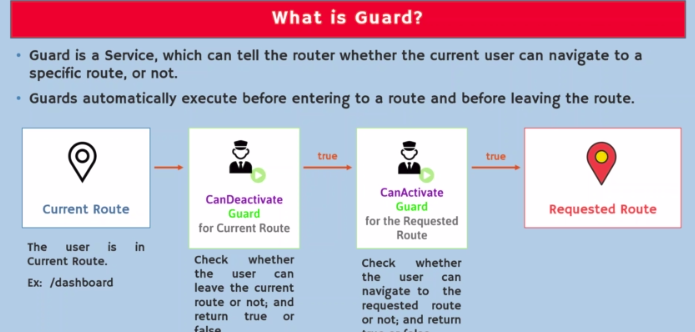 What is Guard?
• Guard is a Service, which can tell the router whether the current user can navigate to a
specific route, or not.
• Guards automatically execute before entering to a route and before leaving the route.
Current Route
The user is in
Current Route.
Ex: /dashboard
CanDeactivate
Guard
for Current Route
Check whether
the user can
leave the current
route or not; and
return true or
false
true
CanActivate
Guard
for the Requested
Route
Check whether
the user can
navigate to the
requested route
or not; and return
true
Requested Route